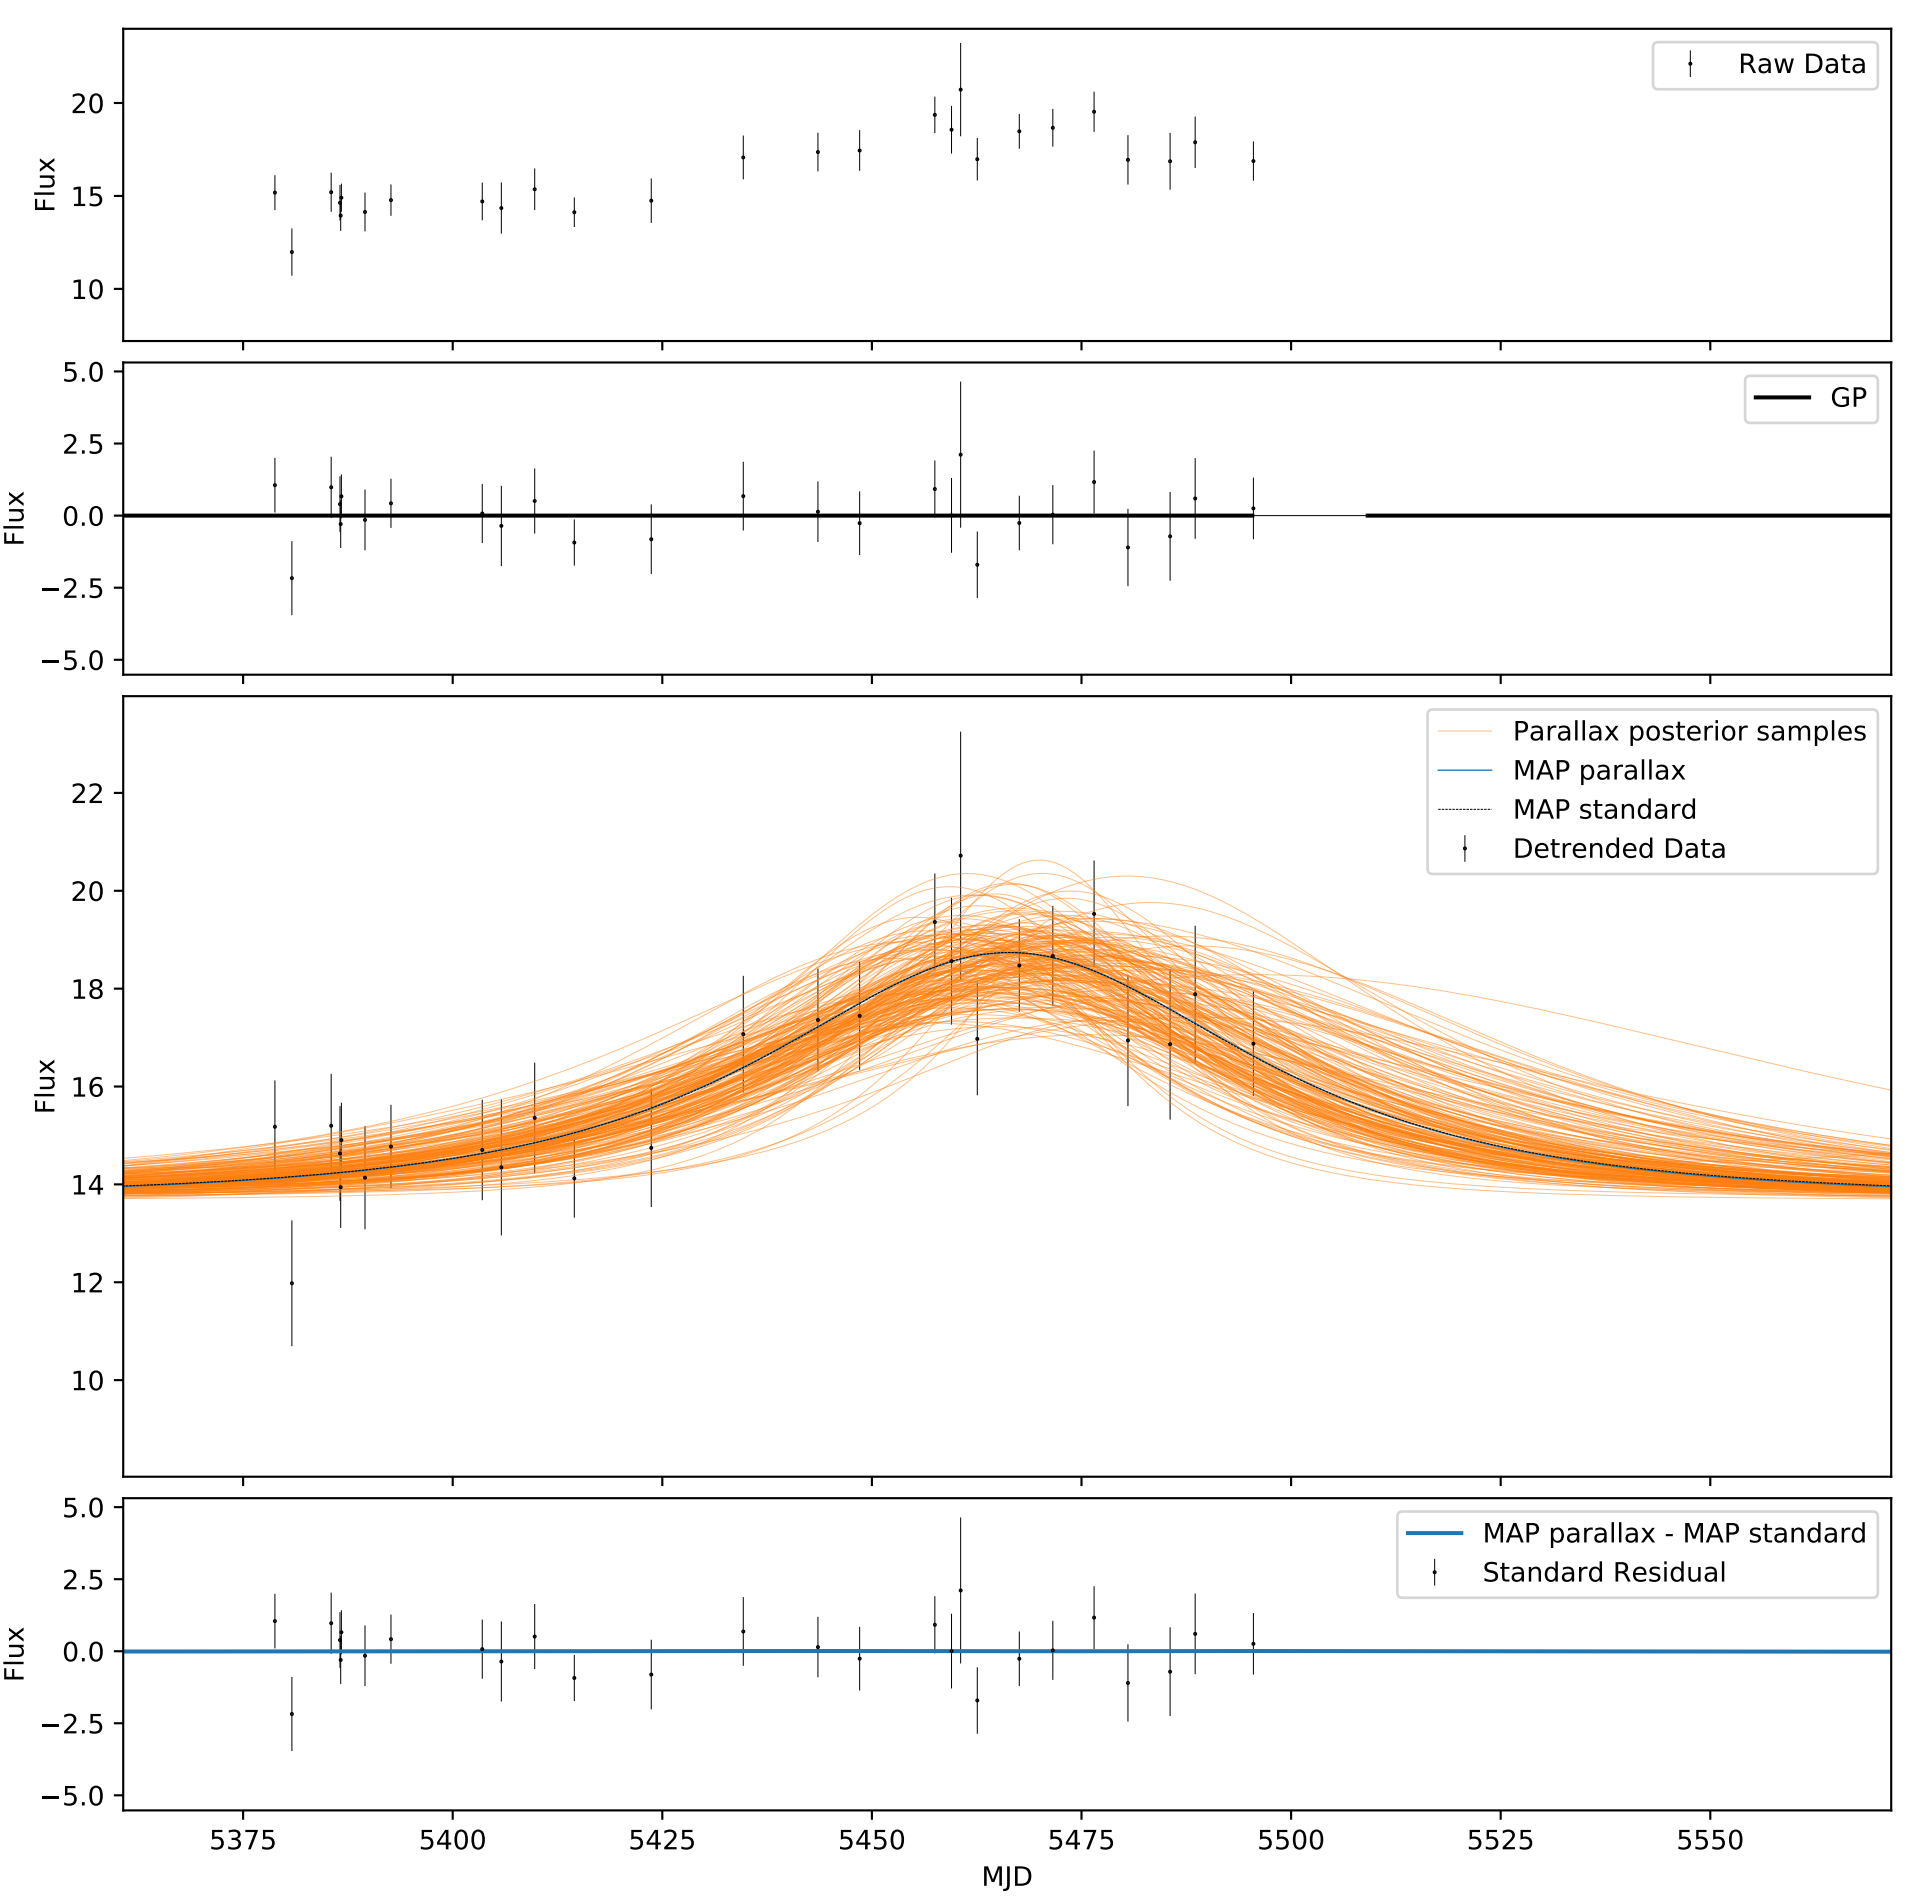 Raw Data
20
15
10
Flux
GP
5.0
2.5
0.0
−2.5
−5.0
Flux
Parallax posterior samples
MAP parallax
MAP standard
Detrended Data
22
20
18
16
14
12
10
Flux
MAP parallax - MAP standard
Standard Residual
5.0
2.5
0.0
−2.5
−5.0
Flux
5375 5400 5425 5450 5475 5500 5525 5550
MJD